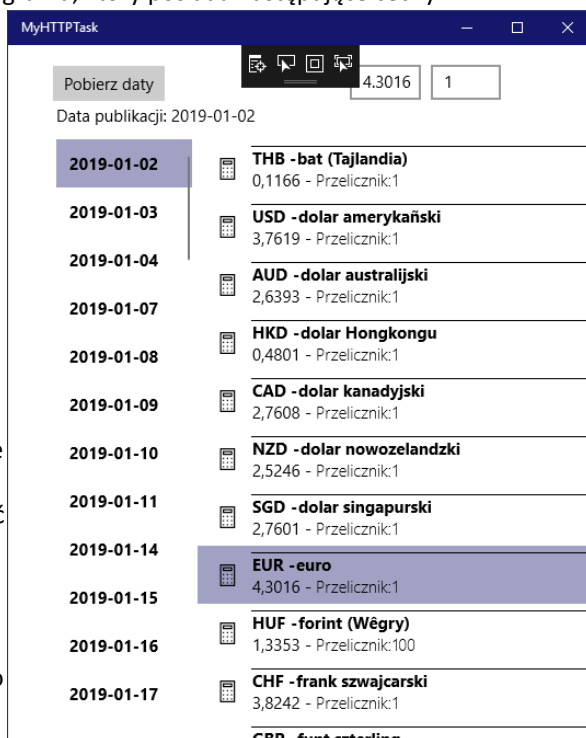 MyHTTPTask
Pobierz daty
4.3016
1
Data publikacji: 2019-01-02
2019-01-02
2019-01-03
2019-01-04
2019-01-07
2019-01-08
2019-01-09
2019-01-10
2019-01-11
2019-01-14
2019-01-15
2019-01-16
2019-01-17
THB -bat (Tajlandia)
0,1166 - Przelicznik:1
USD -dolar amerykañski
3,7619 - Przelicznik:1
AUD -dolar australijski
2,6393 - Przelicznik:1
HKD -dolar Hongkongu
0,4801 - Przelicznik:1
CAD -dolar kanadyjski
2,7608 - Przelicznik:1
NZD -dolar nowozelandzki
2,5246 - Przelicznik:1
SGD -dolar singapurski
2,7601 - Przelicznik:1
EUR -euro
4,3016 - Przelicznik:1
HUF -forint (Wêgry)
1,3353 - Przelicznik:100
CHF -frank szwajcarski
3,8242 - Przelicznik:1